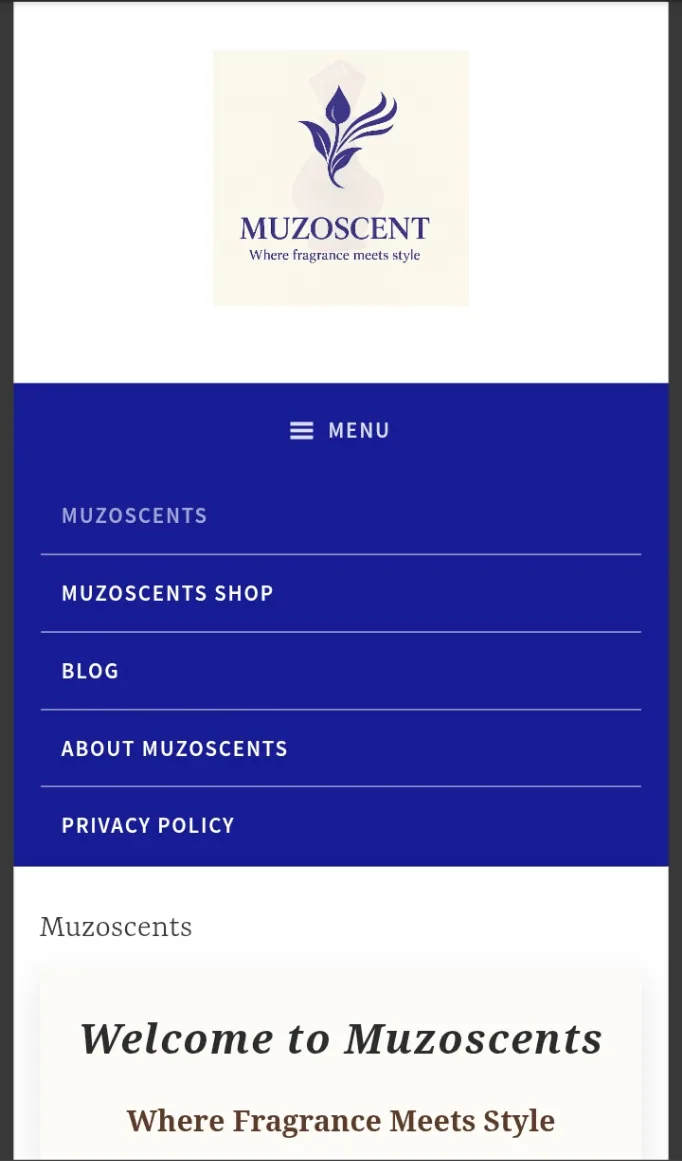 MUZOSCENT
Where fragrance meets style
MENU
MUZOSCENTS
MUZOSCENTS SHOP
BLOG
ABOUT MUZOSCENTS
PRIVACY POLICY
Muzoscents
Welcome to Muzoscents
Where Fragrance Meets Style